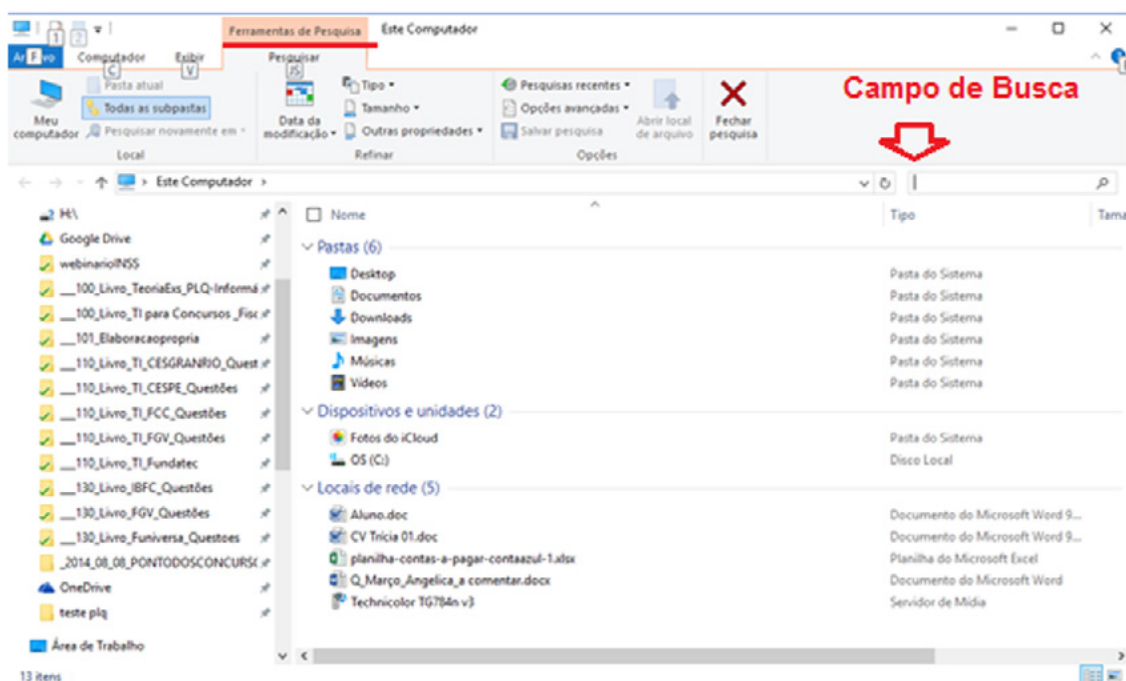 Ferramentas de Pesquisa Este Computador
1 2
Computador Exibir Pesquisar
F C V JS
Pasta atual
Todas as subpastas
Pesquisar novamente em
Meu computador
Local
Data da modificação
Tipo
Tamanho
Outras propriedades
Refinar
Pesquisas recentes
Opções avançadas
Salvar pesquisa
Abrir local de arquivo
Fechar pesquisa
Opções
Campo de Busca
Este Computador
H:\
Google Drive
webinarioINSS
__100_Livro_TeoriaExs_PLQ-Informá
__100_Livro_TI para Concursos _Fisc
__101_Elaboracaopropria
__110_Livro_TI_CESGRANRIO_Quest
__110_Livro_TI_CESPE_Questões
__110_Livro_TI_FCC_Questões
__110_Livro_TI_FGV_Questões
__110_Livro_TI_Fundatec
__130_Livro_IBFC_Questões
__130_Livro_FGV_Questões
__130_Livro_Funiversa_Questoes
_2014_08_08_PONTODOSCONCURS(
OneDrive
teste plq
Área de Trabalho
Nome Tipo Tama
Pastas (6)
Desktop Pasta do Sistema
Documentos Pasta do Sistema
Downloads Pasta do Sistema
Imagens Pasta do Sistema
Músicas Pasta do Sistema
Vídeos Pasta do Sistema
Dispositivos e unidades (2)
Fotos do iCloud Pasta do Sistema
OS (C:) Disco Local
Locais de rede (5)
Aluno.doc Documento do Microsoft Word 9...
CV Trícia 01.doc Documento do Microsoft Word 9...
planilha-contas-a-pagar-contaazul-1.xlsx Planilha do Microsoft Excel
Q_Março_Angelica_a comentar.docx Documento do Microsoft Word
Technicolor TG784n v3 Servidor de Mídia
13 itens